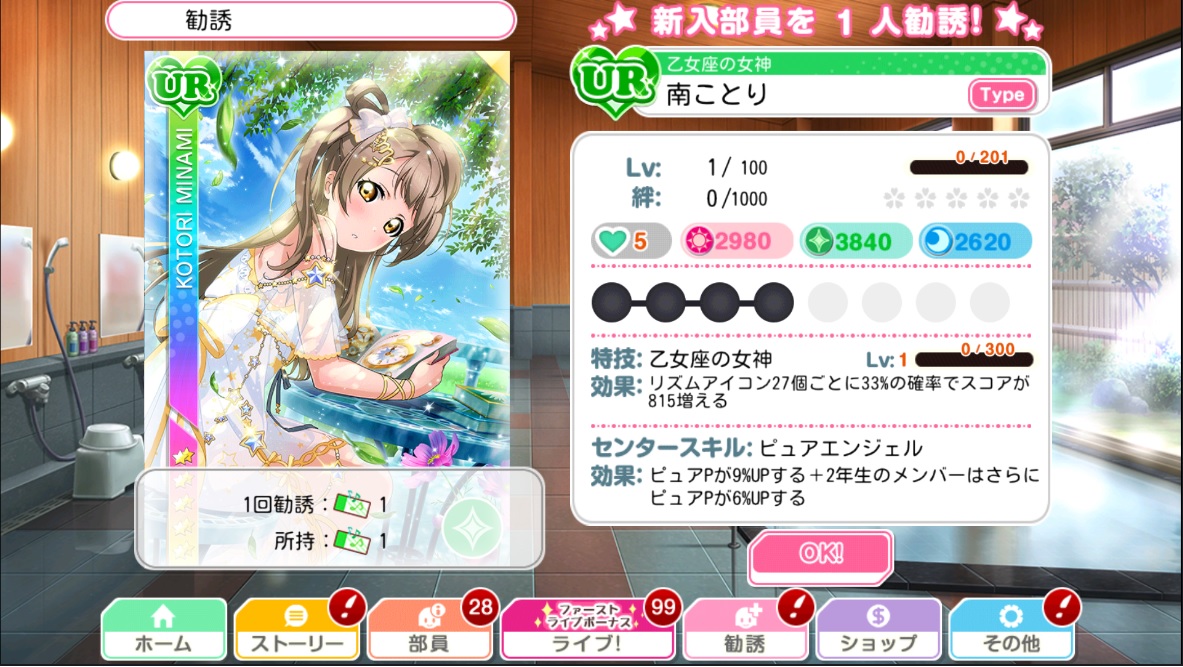 勧誘
新入部員を 1 人勧誘!
UR
KOTORI MINAMI
1回勧誘: 1
所持: 1
UR
乙女座の女神
南ことり
Type
Lv: 1/ 100
0/201
絆: 0/1000
5 2980 3840 2620
特技: 乙女座の女神 Lv: 1 0/300
効果: リズムアイコン27個ごとに33%の確率でスコアが
815増える
センタースキル: ピュアエンジェル
効果: ピュアPが9%UPする+2年生のメンバーはさらに
ピュアPが6%UPする
OK!
28
ファースト
ライブボーナス
99
ホーム
ストーリー
部員
ライブ!
勧誘
ショップ
その他